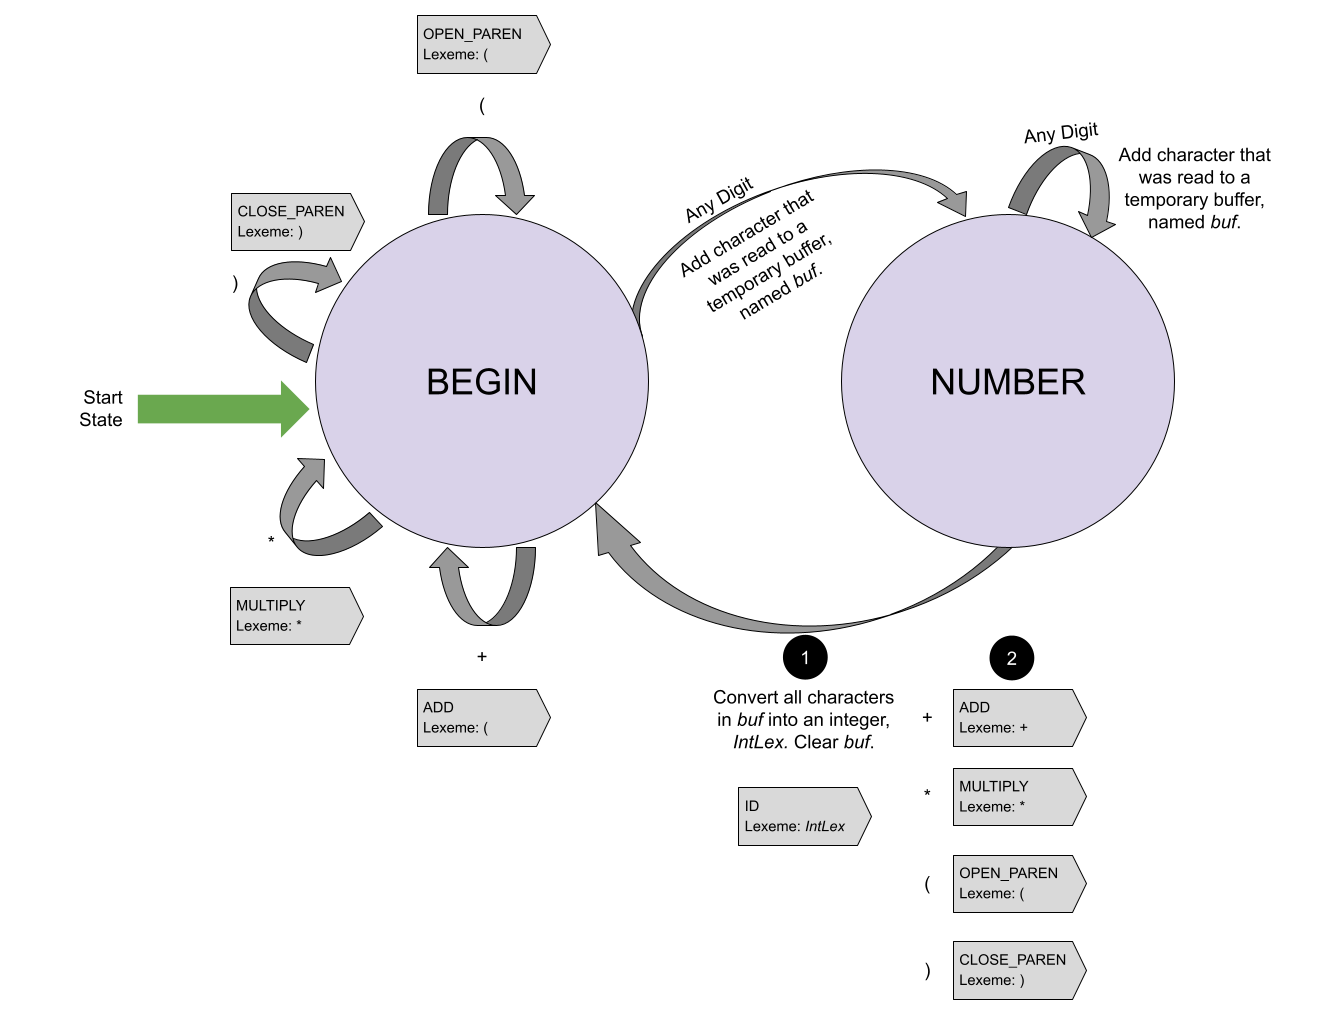 OPEN_PAREN
Lexeme: (
(
Any Digit
Add character that
was read to a
temporary buffer,
named buf.
CLOSE_PAREN
Lexeme: )
)
Any Digit
Add character that
was read to a
temporary buffer,
named buf.
BEGIN
NUMBER
Start
State
*
MULTIPLY
Lexeme: *
+
ADD
Lexeme: (
1
Convert all characters
in buf into an integer,
IntLex. Clear buf.
ID
Lexeme: IntLex
2
+
ADD
Lexeme: +
*
MULTIPLY
Lexeme: *
(
OPEN_PAREN
Lexeme: (
)
CLOSE_PAREN
Lexeme: )